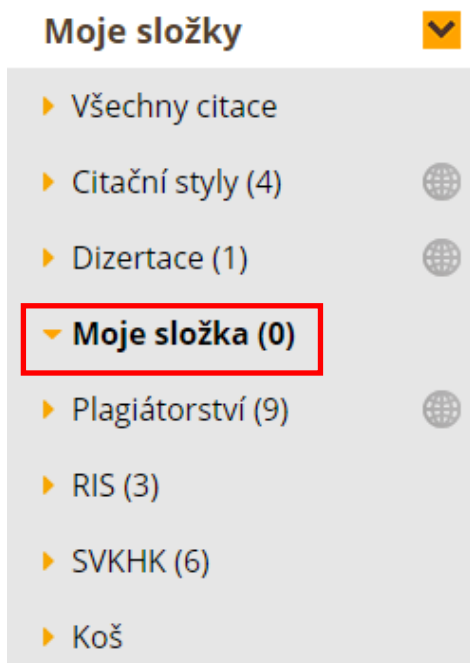 Moje složky
Všechny citace
Citační styly (4)
Dizertace (1)
Moje složka (0)
Plagiátorství (9)
RIS (3)
SVKHK (6)
Koš